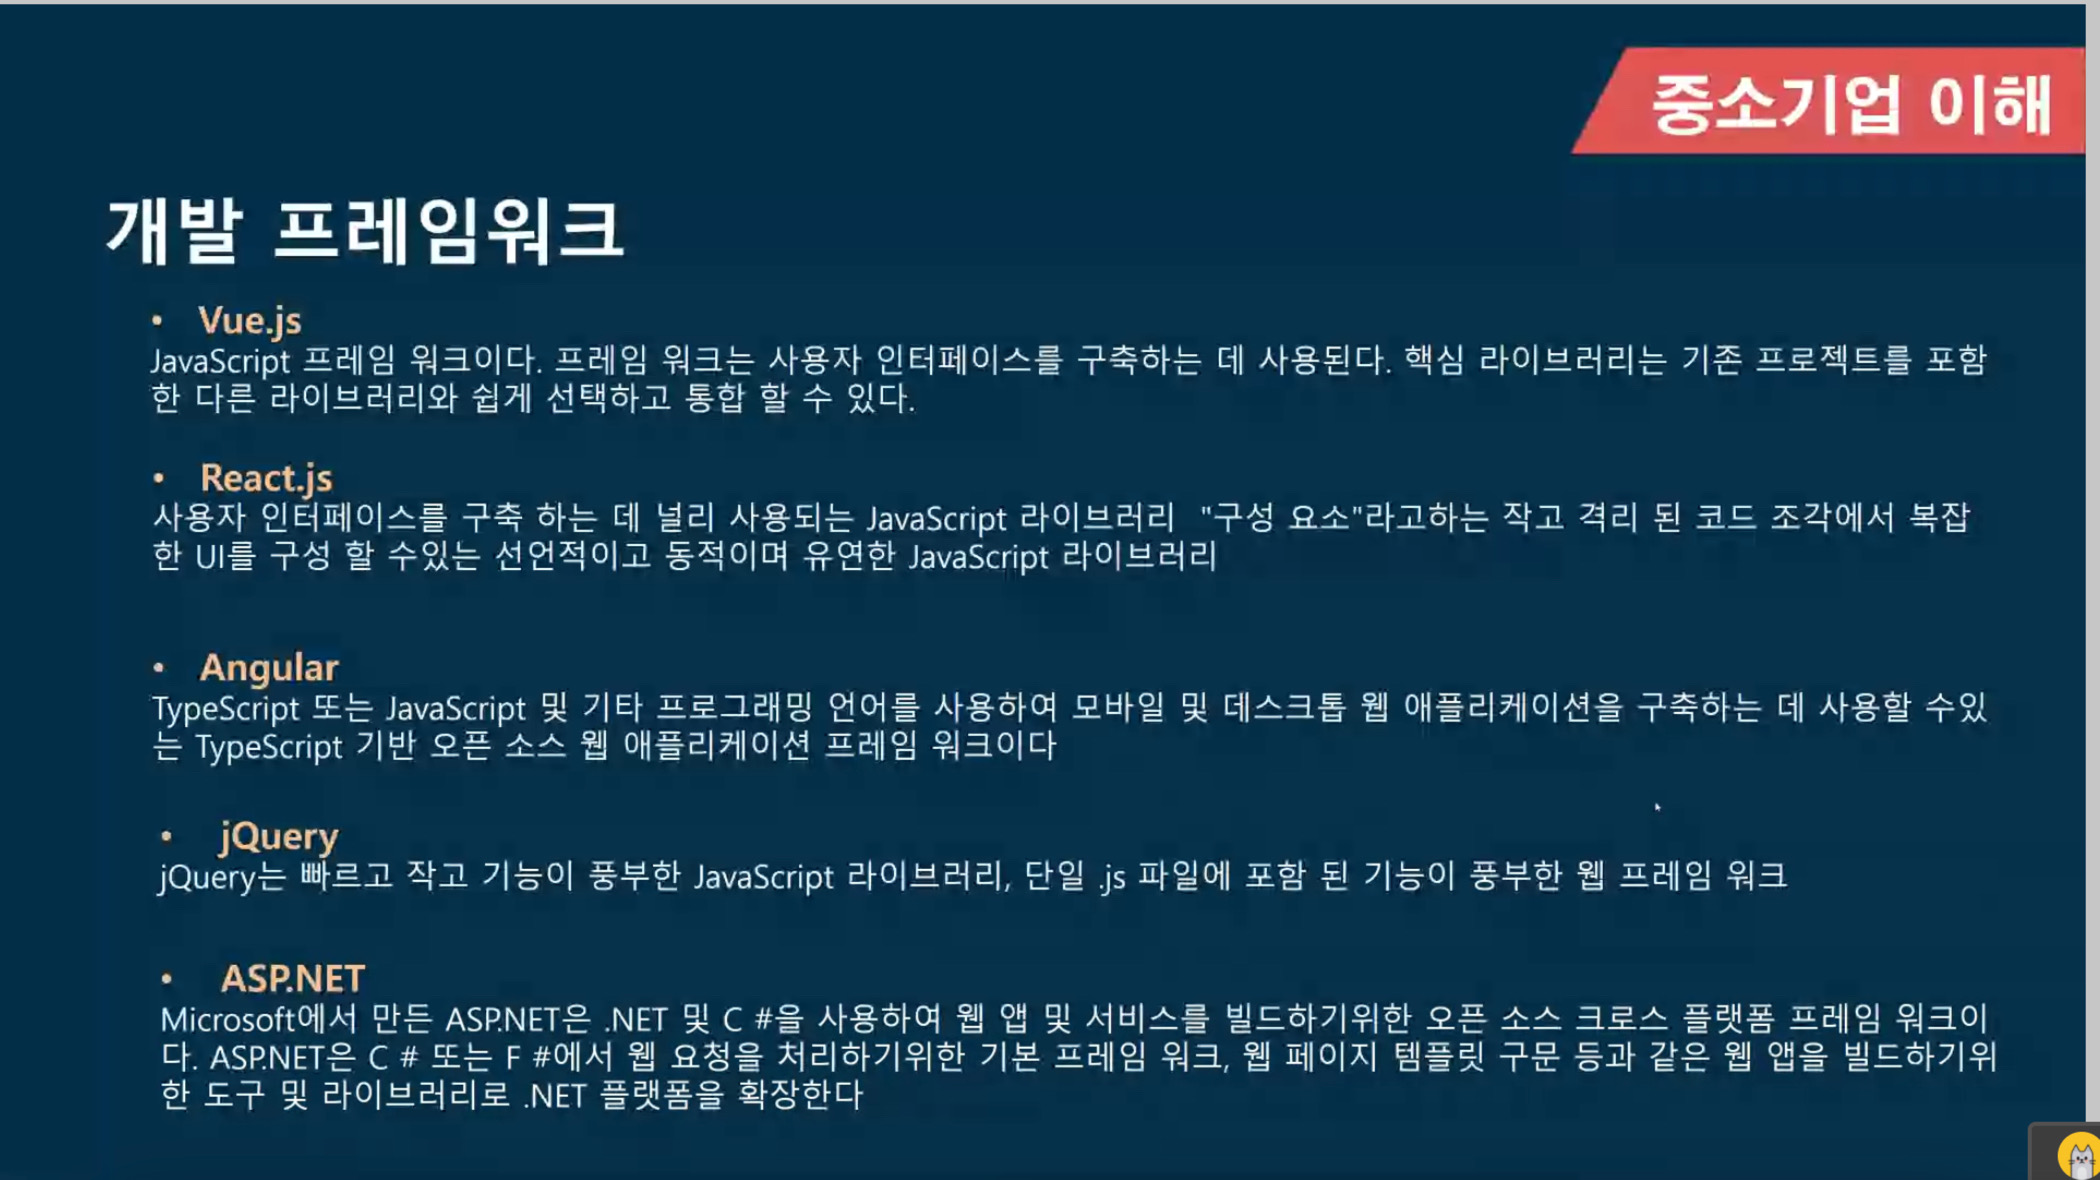 중소기업 이해
개발 프레임워크
• Vue.js
JavaScript 프레임 워크이다. 프레임 워크는 사용자 인터페이스를 구축하는 데 사용된다. 핵심 라이브러리는 기존 프로젝트를 포함
한 다른 라이브러리와 쉽게 선택하고 통합 할 수 있다.
• React.js
사용자 인터페이스를 구축 하는 데 널리 사용되는 JavaScript 라이브러리 "구성 요소"라고하는 작고 격리 된 코드 조각에서 복잡
한 UI를 구성 할 수있는 선언적이고 동적이며 유연한 JavaScript 라이브러리
• Angular
TypeScript 또는 JavaScript 및 기타 프로그래밍 언어를 사용하여 모바일 및 데스크톱 웹 애플리케이션을 구축하는 데 사용할 수있
는 TypeScript 기반 오픈 소스 웹 애플리케이션 프레임 워크이다
• jQuery
jQuery는 빠르고 작고 기능이 풍부한 JavaScript 라이브러리, 단일 .js 파일에 포함 된 기능이 풍부한 웹 프레임 워크
• ASP.NET
Microsoft에서 만든 ASP.NET은 .NET 및 C #을 사용하여 웹 앱 및 서비스를 빌드하기위한 오픈 소스 크로스 플랫폼 프레임 워크이
다. ASP.NET은 C # 또는 F #에서 웹 요청을 처리하기위한 기본 프레임 워크, 웹 페이지 템플릿 구문 등과 같은 웹 앱을 빌드하기위
한 도구 및 라이브러리로 .NET 플랫폼을 확장한다